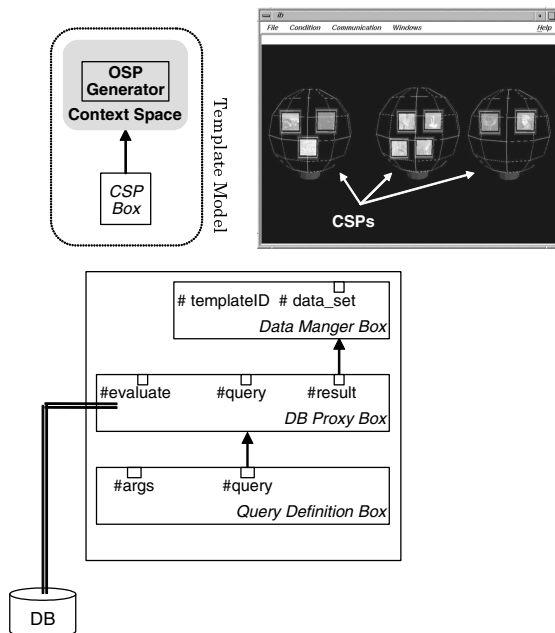 OSP
Generator
Context Space
CSP
Box
Template Model
ib
File Condition Communication Windows Help
CSPs
# templateID # data_set
Data Manger Box
#evaluate #query #result
DB Proxy Box
#args #query
Query Definition Box
DB